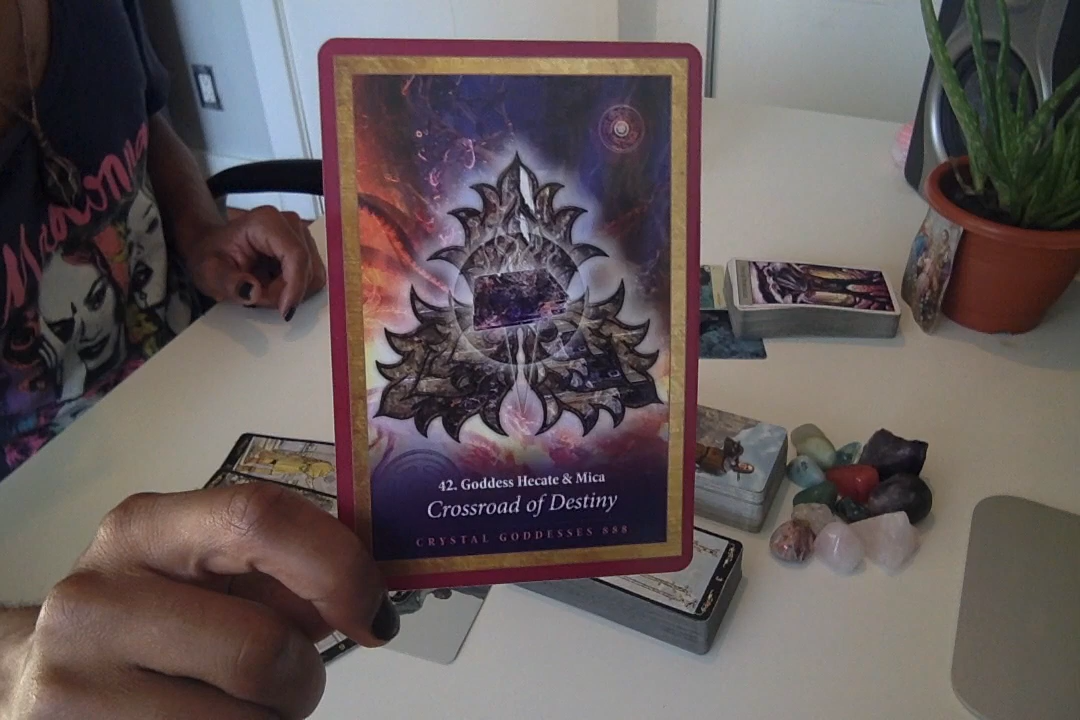 42. Goddess Hecate & Mica
Crossroad of Destiny
CRYSTAL GODDESSES 888